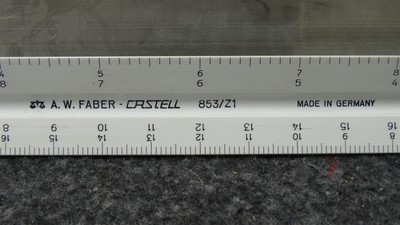 4 5 6 7 8
8 7 6 5 4
A. W. FABER - CASTELL 853/Z1 MADE IN GERMANY
16 15 14 13 12 11 10 9 8
8 9 10 11 12 13 14 15 16